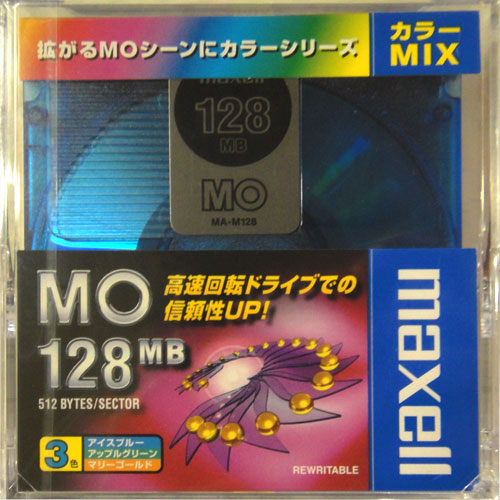 拡がるMOシーンにカラーシリーズ
カラー
MIX
maxell
128
MB
MO
MA-M128
MO
128MB
512 BYTES/SECTOR
高速回転ドライブでの
信頼性UP!
maxell
3色
アイスブルー
アップルグリーン
マリーゴールド
REWRITABLE